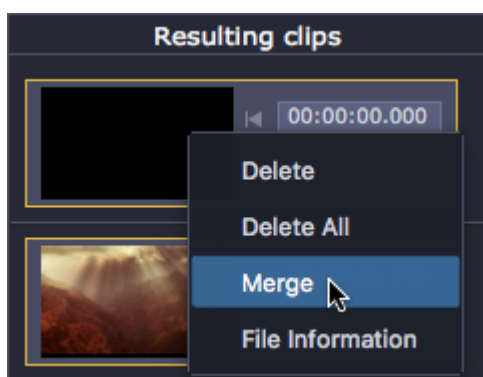 Resulting clips
00:00:00.000
Delete
Delete All
Merge
File Information